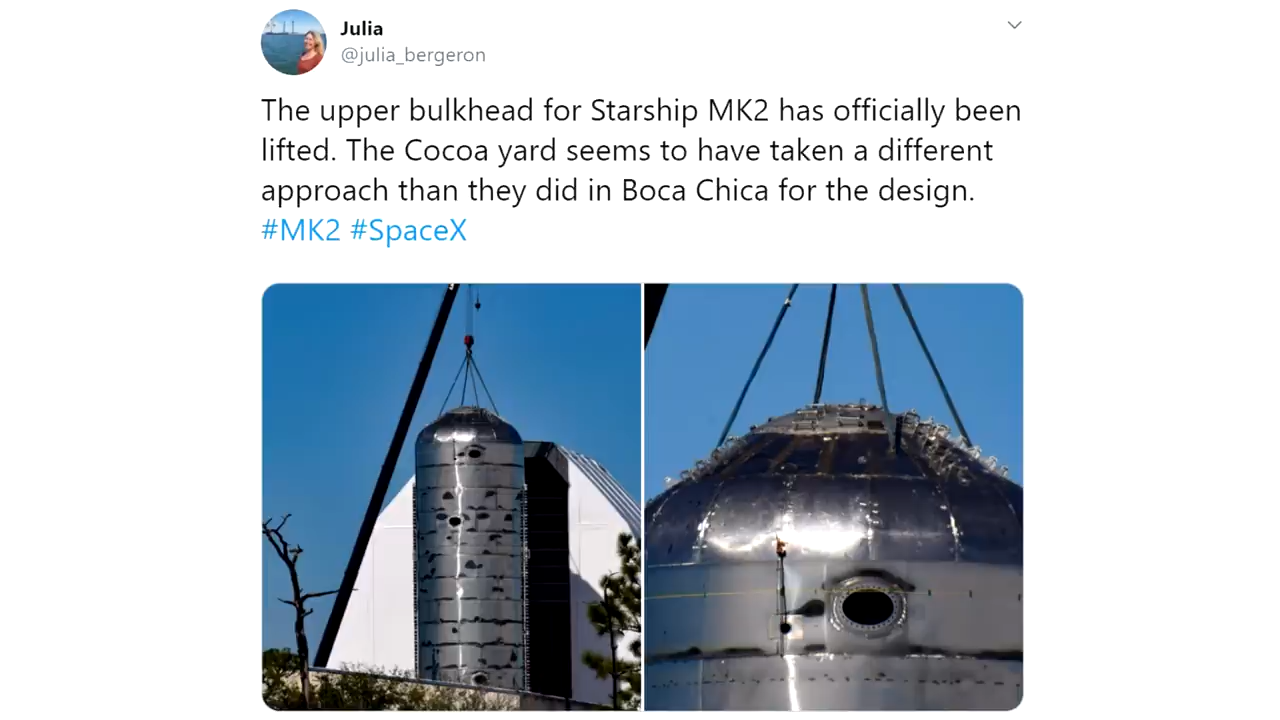 Julia
@julia_bergeron
The upper bulkhead for Starship MK2 has officially been
lifted. The Cocoa yard seems to have taken a different
approach than they did in Boca Chica for the design.
#MK2 #SpaceX